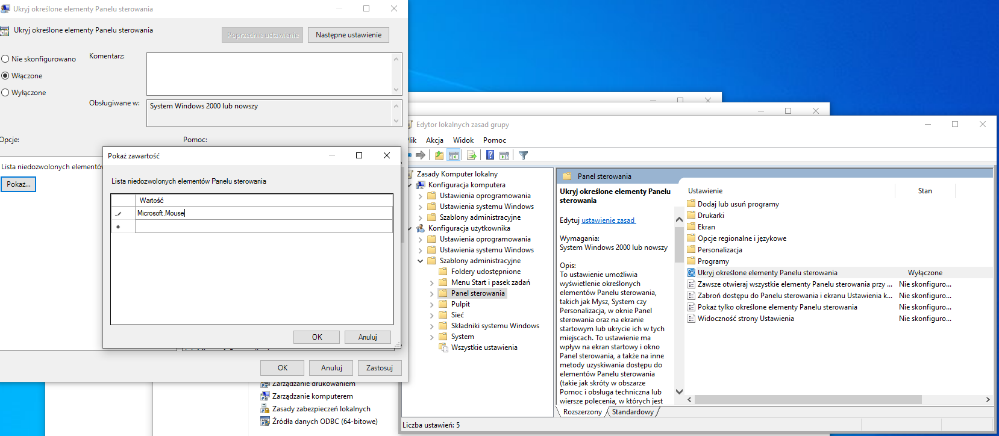 Ukryj określone elementy Panelu sterowania
Ukryj określone elementy Panelu sterowania
Poprzednie ustawienie
Następne ustawienie
Nie skonfigurowano
Włączone
Wyłączone
Komentarz:
Obsługiwane w:
System Windows 2000 lub nowszy
Opcje:
Pomoc:
Lista niedozwolonych elementów
Pokaż...
Pokaż zawartość
Lista niedozwolonych elementów Panelu sterowania
Wartość
Microsoft.Mouse
OK
Anuluj
OK
Anuluj
Zastosuj
Zarządzanie drukowaniem
Zarządzanie komputerem
Zasady zabezpieczeń lokalnych
Źródła danych ODBC (64-bitowe)
Edytor lokalnych zasad grupy
Plik
Akcja
Widok
Pomoc
Zasady Komputer lokalny
Konfiguracja komputera
Ustawienia oprogramowania
Ustawienia systemu Windows
Szablony administracyjne
Konfiguracja użytkownika
Ustawienia oprogramowania
Ustawienia systemu Windows
Szablony administracyjne
Foldery udostępnione
Menu Start i pasek zadań
Panel sterowania
Pulpit
Sieć
Składniki systemu Windows
System
Wszystkie ustawienia
Panel sterowania
Ukryj określone elementy Panelu
sterowania
Edytuj ustawienie zasad
Wymagania:
System Windows 2000 lub nowszy
Opis:
To ustawienie umożliwia
wyświetlenie określonych
elementów Panelu sterowania,
takich jak Mysz, System czy
Personalizacja, w oknie Panel
sterowania oraz na ekranie
startowym lub ukrycie ich w tych
miejscach. To ustawienie ma
wpływ na ekran startowy i okno
Panel sterowania, a także na inne
metody uzyskiwania dostępu do
elementów Panelu sterowania
(takie jak skróty w obszarze
Pomoc i obsługa techniczna lub
wiersze polecenia, w których jest
Ustawienie
Stan
Dodaj lub usuń programy
Drukarki
Ekran
Opcje regionalne i językowe
Personalizacja
Programy
Ukryj określone elementy Panelu sterowania
Wyłączone
Zawsze otwieraj wszystkie elementy Panelu sterowania przy ...
Nie skonfiguro...
Zabroń dostępu do Panelu sterowania i ekranu Ustawienia k...
Nie skonfiguro...
Pokaż tylko określone elementy Panelu sterowania
Nie skonfiguro...
Widoczność strony Ustawienia
Nie skonfiguro...
Rozszerzony
Standardowy
Liczba ustawień: 5